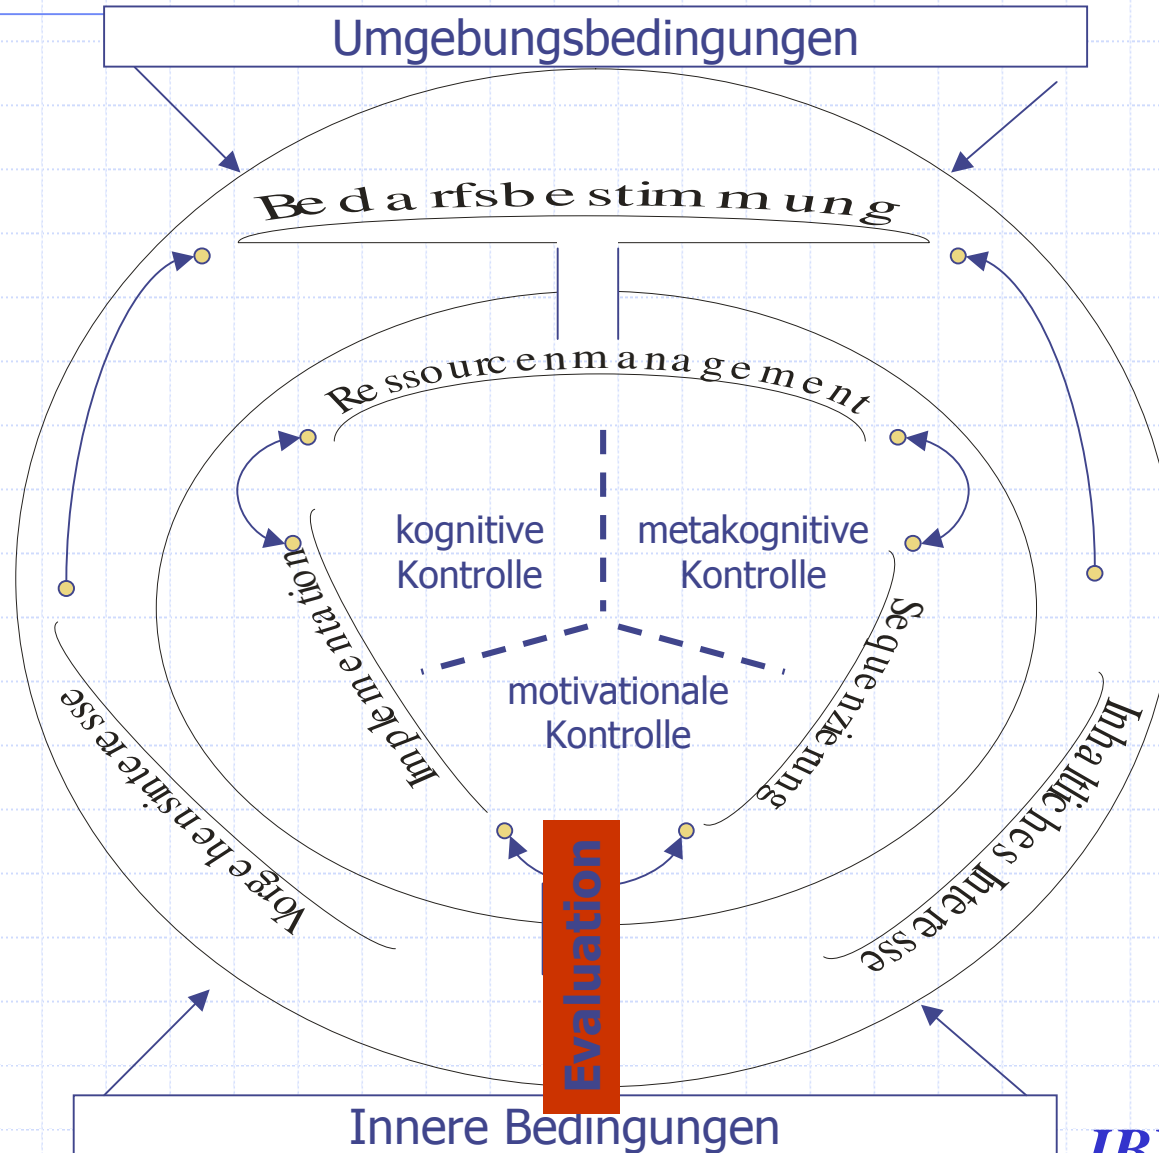 Umgebungsbedingungen
Bedarfsbestimmung
Ressourcenmanagement
kognitive
Kontrolle
metakognitive
Kontrolle
motivationale
Kontrolle
Implementation
Sequenzierung
Vorgehensinteresse
Inhaltliches Interesse
Evaluation
Innere Bedingungen